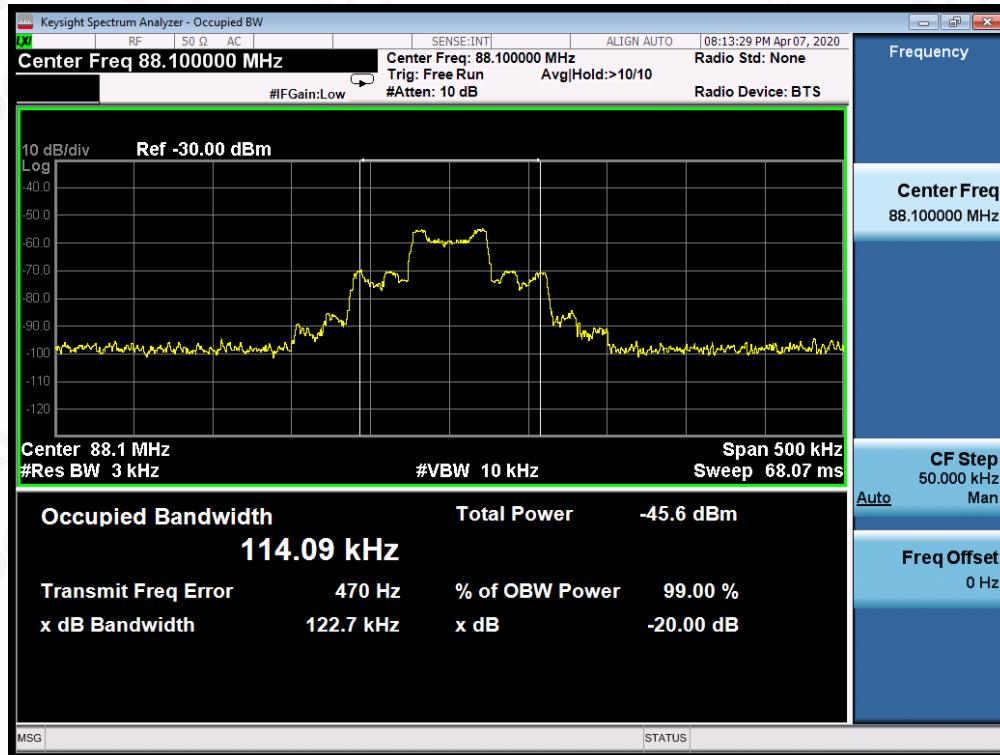 Keysight Spectrum Analyzer - Occupied BW
LXI RF 50 Ω AC SENSE:INT ALIGN AUTO 08:13:29 PM Apr 07, 2020
Center Freq 88.100000 MHz
Center Freq: 88.100000 MHz Radio Std: None
Trig: Free Run Avg|Hold:>10/10
#IFGain:Low #Atten: 10 dB Radio Device: BTS
10 dB/div Ref -30.00 dBm
Log
-40.0
-50.0
-60.0
-70.0
-80.0
-90.0
-100
-110
-120
Center 88.1 MHz Span 500 kHz
#Res BW 3 kHz #VBW 10 kHz Sweep 68.07 ms
Occupied Bandwidth Total Power -45.6 dBm
114.09 kHz
Transmit Freq Error 470 Hz % of OBW Power 99.00 %
x dB Bandwidth 122.7 kHz x dB -20.00 dB
MSG STATUS
Frequency
Center Freq
88.100000 MHz
CF Step
50.000 kHz
Auto Man
Freq Offset
0 Hz